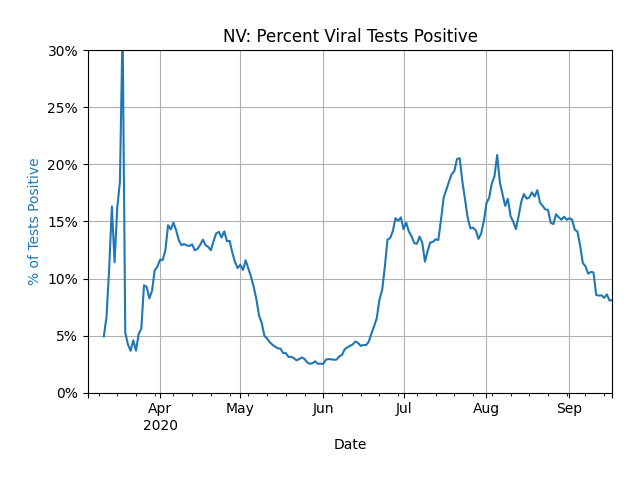 NV: Percent Viral Tests Positive
% of Tests Positive
30%
25%
20%
15%
10%
5%
0%
Apr May Jun Jul Aug Sep
2020
Date